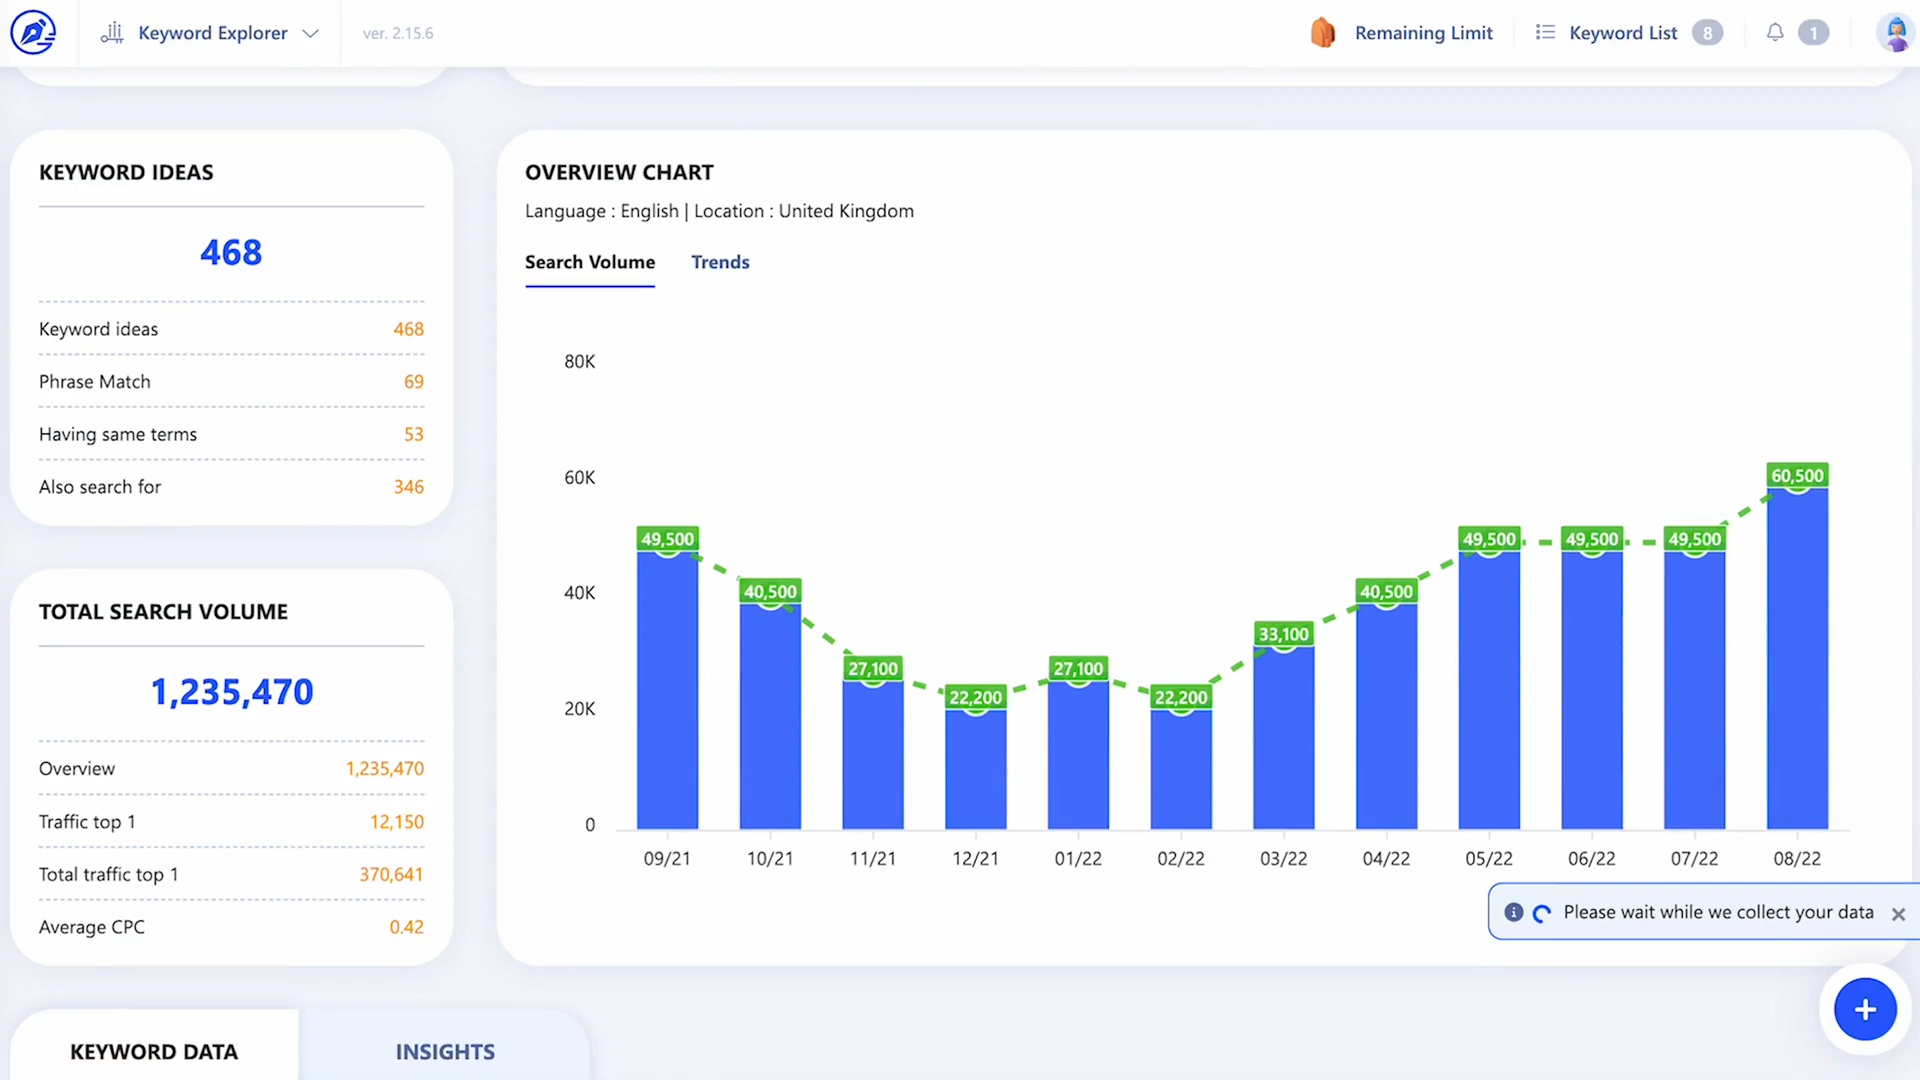 Keyword Explorer
ver. 2.15.6
Remaining Limit
Keyword List 8
1
KEYWORD IDEAS
468
Keyword ideas 468
Phrase Match 69
Having same terms 53
Also search for 346
TOTAL SEARCH VOLUME
1,235,470
Overview 1,235,470
Traffic top 1 12,150
Total traffic top 1 370,641
Average CPC 0.42
OVERVIEW CHART
Language : English | Location : United Kingdom
Search Volume Trends
80K
60K
40K
20K
0
49,500 40,500 27,100 22,200 27,100 22,200 33,100 40,500 49,500 49,500 49,500 60,500
09/21 10/21 11/21 12/21 01/22 02/22 03/22 04/22 05/22 06/22 07/22 08/22
Please wait while we collect your data
KEYWORD DATA INSIGHTS